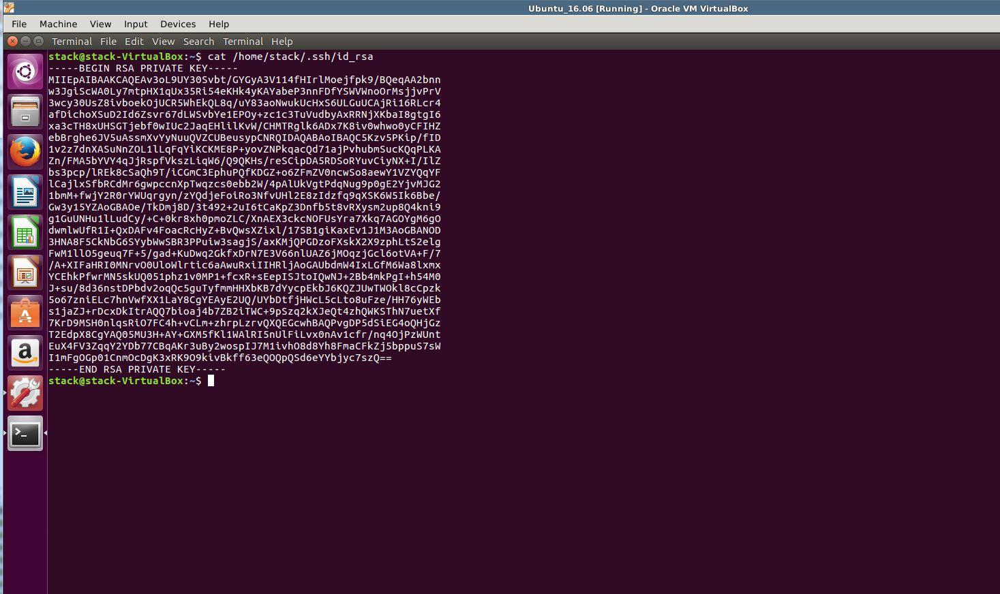 Ubuntu_16.06 [Running] - Oracle VM VirtualBox
File Machine View Input Devices Help
Terminal File Edit View Search Terminal Help
stack@stack-VirtualBox:~$ cat /home/stack/.ssh/id_rsa
-----BEGIN RSA PRIVATE KEY-----
MIIEpAIBAAKCAQEAv3oL9UY30Svbt/GYGyA3V114fHIrlMoejfpk9/BQeqAA2bnn
w3JgiScWA0Ly7mtpHX1qUx35Ri54eKHk4yKAYabeP3nnFDfYSWVWnoOrMsjjvPrV
3wcy30UsZ8ivboekOjUCR5WhEkQL8q/uY83aoNwukUcHxS6ULGuUCAjRi16RLcr4
afDichoXSuD2Id6Zsvr67dLWSvbYe1EPOy+zc1c3TuVudbyAxRRNjXKbaI8gtgI6
xa3cTH8xUHSGTjebf0wIUc2JaqEHlilKvW/CHMTRglk6ADx7K8iv0whwo0yCFIHZ
ebBrghe6JV5uAssmXvYyNuuQVZCUBeusypCNRQIDAQABAoIBAQC5Kzv5PKip/fID
1v2z7dnXASuNnZOL1lLqFqYiKCKME8P+yovZNPkqacQd71ajPvhubmSucKQqPLKA
Zn/FMA5bYVY4qJjRspfVkszLiqW6/Q9QKHs/reSCipDA5RDSoRYuvCiyNX+I/IlZ
bs3pcp/lREk8cSaQh9T/iCGmC3EphuPQfKDGZ+o6ZFmZV0ncwSo8aewY1VZYQqYF
lCajlxSfbRCdMr6gwpccnXpTwqzcs0ebb2W/4pAlUkVgtPdqNug9p0gE2YjvMJG2
1bmM+fwjY2R0rYWUqrgyn/zYQdjeFoiRo3NfvUHl2E8zIdzfq9qXSK6W5Ik6Bbe/
Gw3y15YZAoGBAOe/TkDmj8D/3t492+2uI6tCaKpZ3Dnfb5t8vRXysm2up8Q4kni9
g1GuUNHu1lLudCy/+C+0kr8xh0pmoZLC/XnAEX3ckcNOFUsYra7Xkq7AGOYgM6gO
dwmlwUfR1I+QxDAFv4FoacRcHyZ+BvQwsXZixl/17SB1giKaxEv1J1M3AoGBANOD
3HNA8F5CkNbG6SYybWwSBR3PPuiw3sagjS/axKMjQPGDzoFXskX2X9zphLtS2elg
FwM1llO5geuq7F+5/gad+KuDwq2GkfxDrN7E3V66nlUAZ6jMOqzjGcl6otVA+F/7
/A+XIFaHRI0MNrvO0UloWlrtic6aAwuRxiIIHRljAoGAUbdmW4IxLGfM6Wa8lxmx
YCEhkPfwrMN5skUQ051phz1v0MP1+fcxR+sEepISJtoIQwNJ+2Bb4mkPgI+h54M0
J+su/8d36nstDPbdv2oqQc5guTyfmmHHXbKB7dYycpEkbJ6KQZJUwTWOkl8cCpzk
5o67zniELc7hnVwfXX1LaY8CgYEAyE2UQ/UYbDtfjHWcL5cLto8uFze/HH76yWEb
s1jaZJ+rDcxDkItrAQQ7bioaj4b7ZB2iTWC+9pSzq2kXJeQt4zhQWKSThN7uetXf
7KrD9MSH0nlqsRiO7FC4h+vCLm+zhrpLzrvQXQEGcwhBAQPvgDP5dSiEG4oQHjGz
T2EdpX8CgYAQ05MU3H+AY+GXM5fKl1WAlRI5nUlFiLvx0nAv1cfr/nq4OjPzWUnt
EuX4FV3ZqqY2YDb77CBqAKr3uBy2wospIJ7M1ivhO8d8Yh8FmaCFkZj5bppuS7sW
I1mFgOGp01CnmOcDgK3xRK9O9kivBkff63eQOQpQSd6eYYbjyc7szQ==
-----END RSA PRIVATE KEY-----
stack@stack-VirtualBox:~$